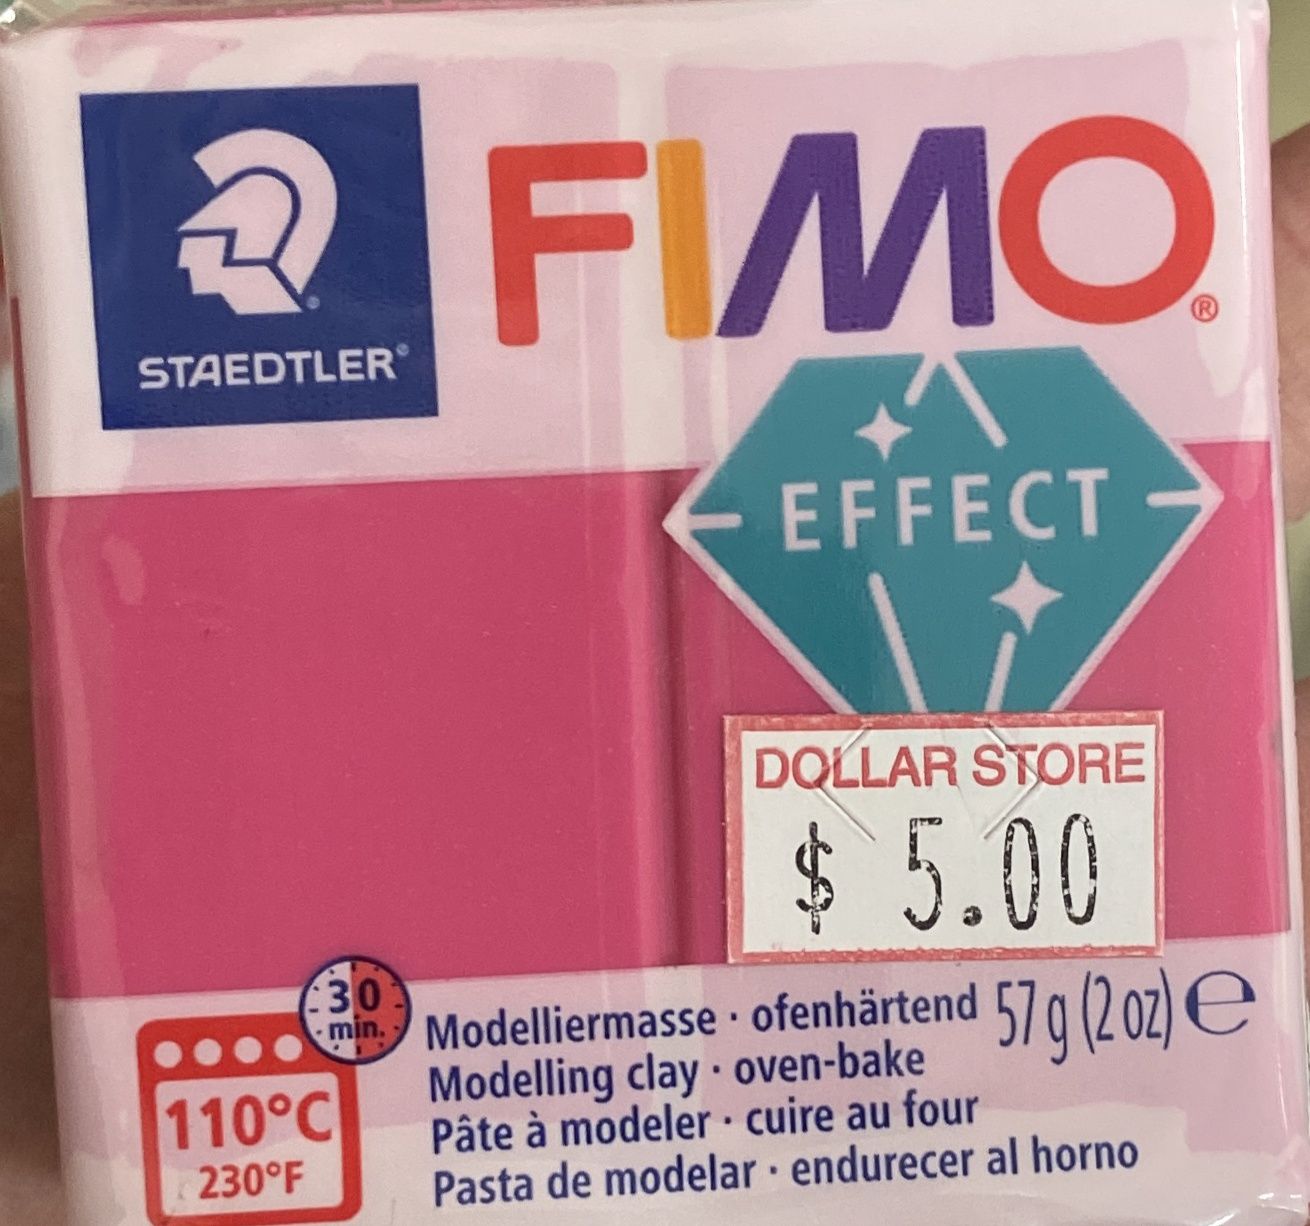 STAEDTLER®
FIMO®
EFFECT
DOLLAR STORE
$ 5.00
30
min.
110°C
230°F
Modelliermasse · ofenhärtend 57 g (2 oz) ℮
Modelling clay · oven-bake
Pâte à modeler · cuire au four
Pasta de modelar · endurecer al horno